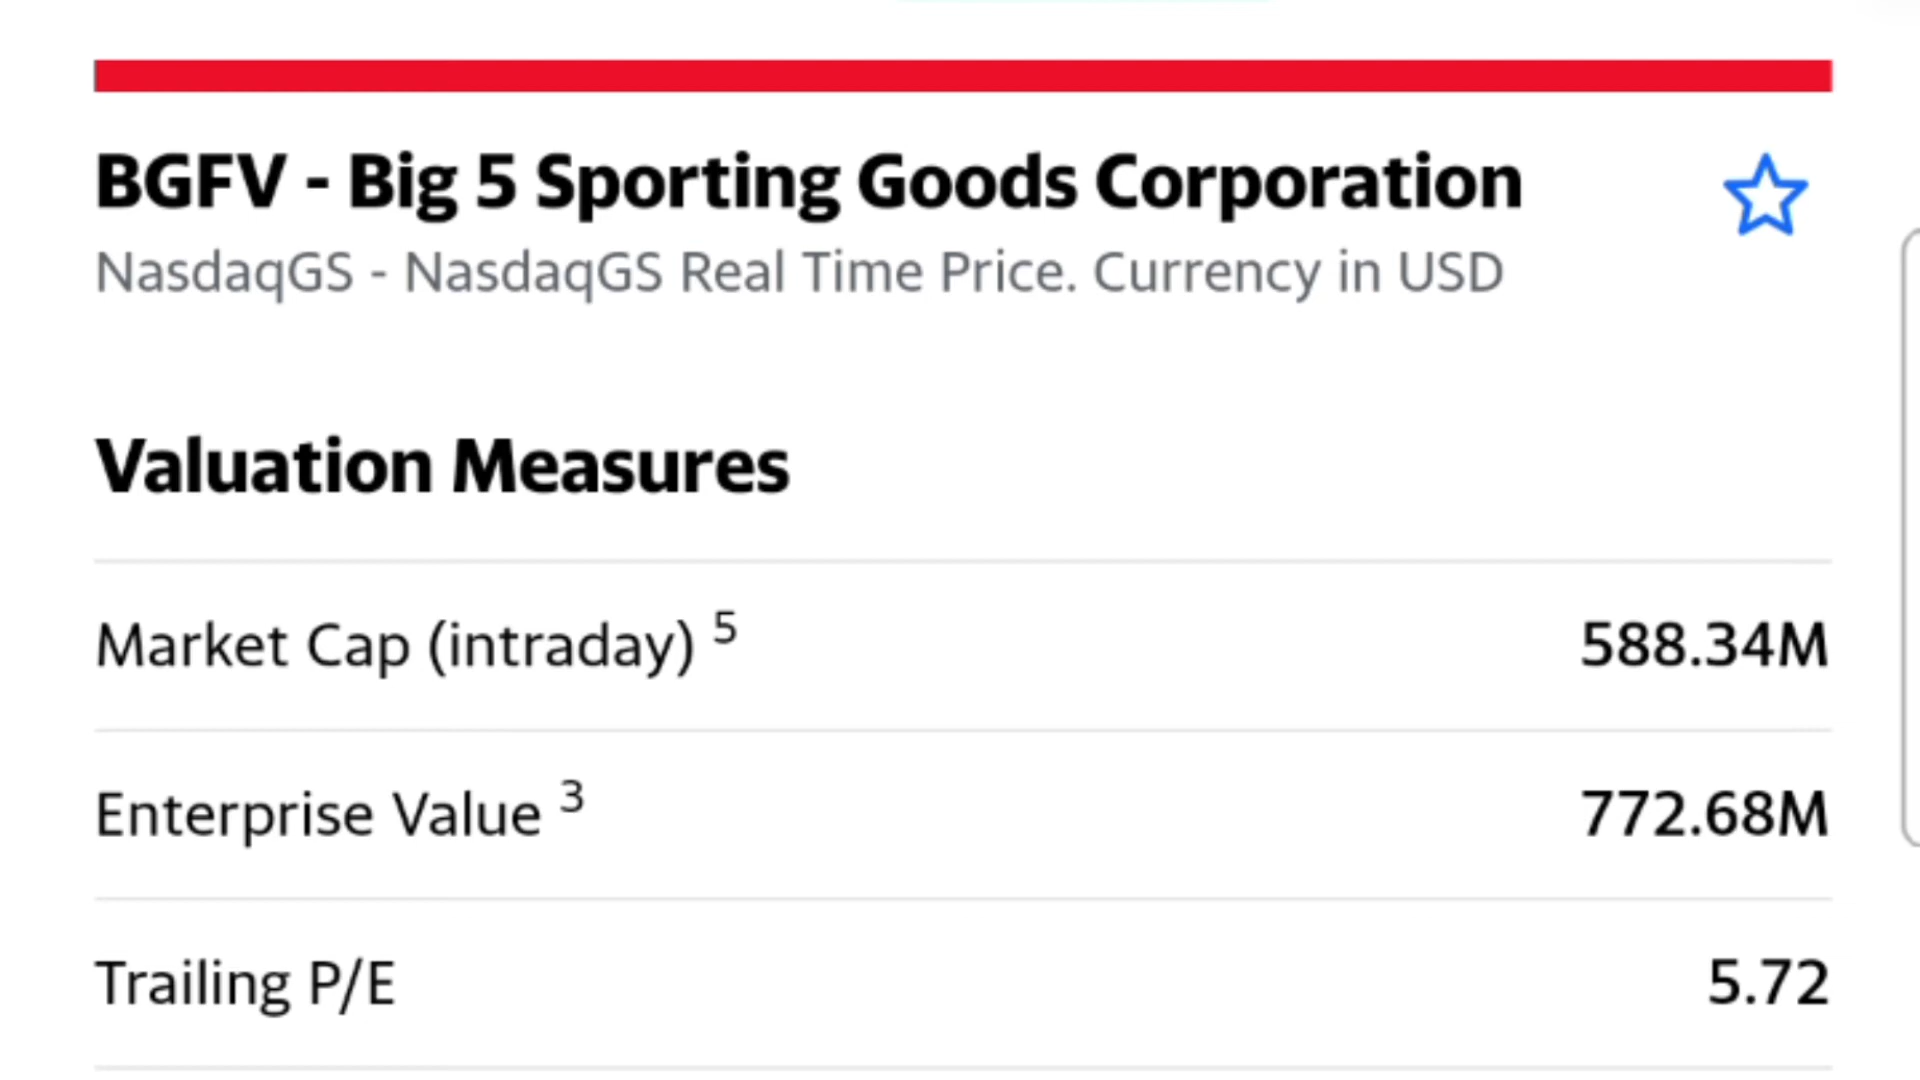 BGFV - Big 5 Sporting Goods Corporation
NasdaqGS - NasdaqGS Real Time Price. Currency in USD
Valuation Measures
Market Cap (intraday) 5 588.34M
Enterprise Value 3 772.68M
Trailing P/E 5.72